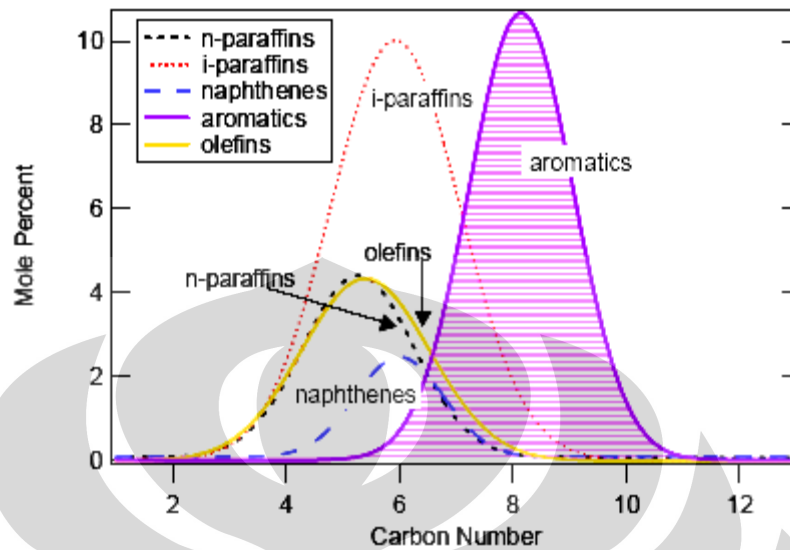 n-paraffins
i-paraffins
naphthenes
aromatics
olefins
10
8
6
4
2
0
Mole Percent
i-paraffins
aromatics
olefins
n-paraffins
naphthenes
2 4 6 8 10 12
Carbon Number